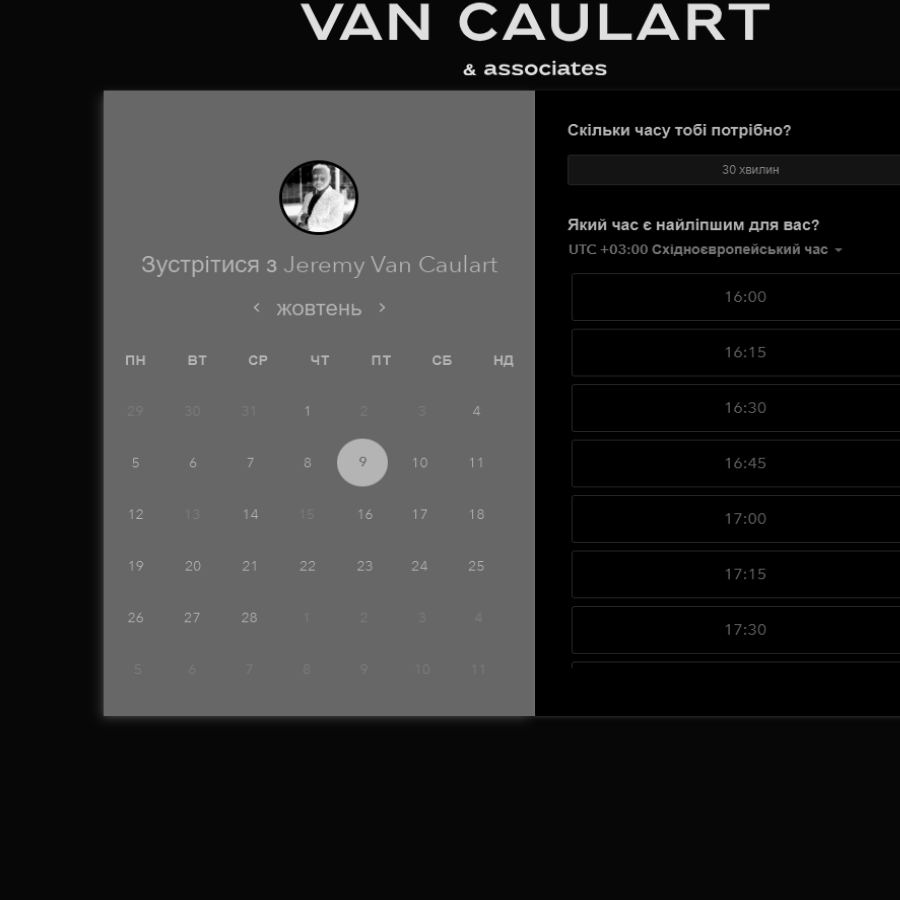 VAN CAULART
& associates
Зустрітися з Jeremy Van Caulart
жовтень
ПН ВТ СР ЧТ ПТ СБ НД
29 30 31 1 2 3 4
5 6 7 8 9 10 11
12 13 14 15 16 17 18
19 20 21 22 23 24 25
26 27 28 1 2 3 4
5 6 7 8 9 10 11
Скільки часу тобі потрібно?
30 хвилин
Який час є найліпшим для вас?
UTC +03:00 Східноєвропейський час
16:00
16:15
16:30
16:45
17:00
17:15
17:30